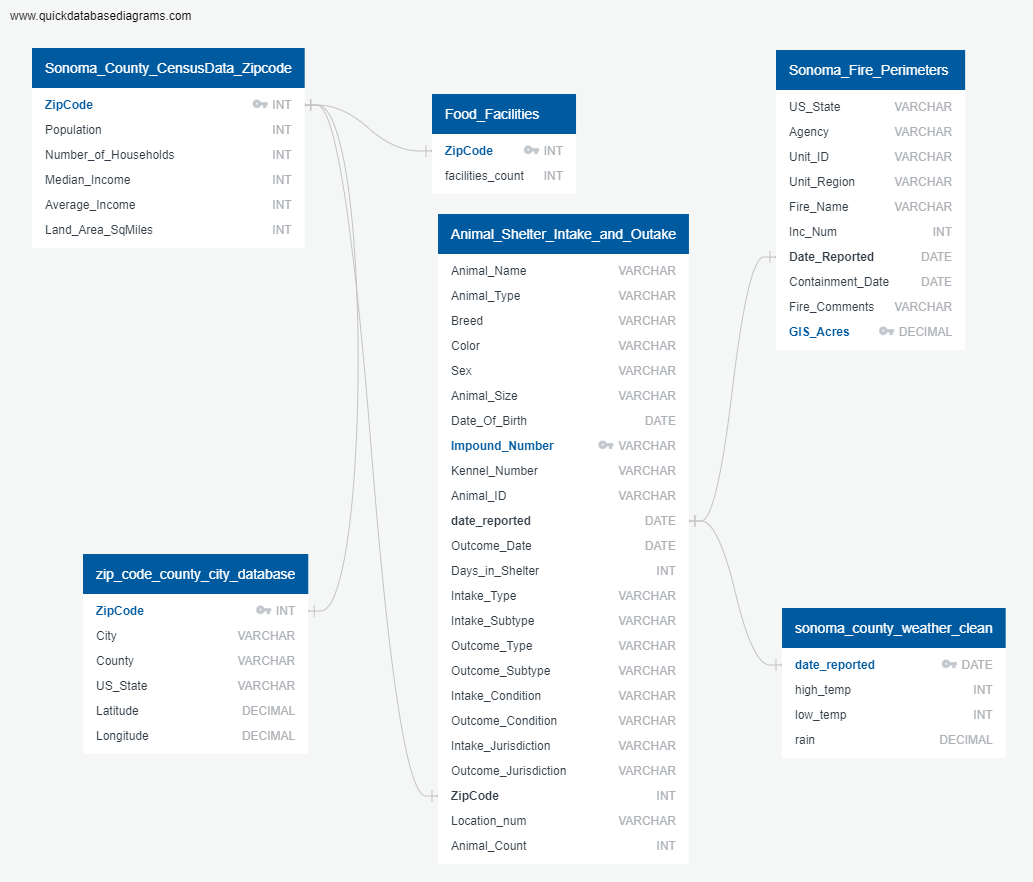 www.quickdatabasediagrams.com
Sonoma_County_CensusData_Zipcode
ZipCode INT
Population INT
Number_of_Households INT
Median_Income INT
Average_Income INT
Land_Area_SqMiles INT
Food_Facilities
ZipCode INT
facilities_count INT
Sonoma_Fire_Perimeters
US_State VARCHAR
Agency VARCHAR
Unit_ID VARCHAR
Unit_Region VARCHAR
Fire_Name VARCHAR
Inc_Num INT
Date_Reported DATE
Containment_Date DATE
Fire_Comments VARCHAR
GIS_Acres DECIMAL
Animal_Shelter_Intake_and_Outake
Animal_Name VARCHAR
Animal_Type VARCHAR
Breed VARCHAR
Color VARCHAR
Sex VARCHAR
Animal_Size VARCHAR
Date_Of_Birth DATE
Impound_Number VARCHAR
Kennel_Number VARCHAR
Animal_ID VARCHAR
date_reported DATE
Outcome_Date DATE
Days_in_Shelter INT
Intake_Type VARCHAR
Intake_Subtype VARCHAR
Outcome_Type VARCHAR
Outcome_Subtype VARCHAR
Intake_Condition VARCHAR
Outcome_Condition VARCHAR
Intake_Jurisdiction VARCHAR
Outcome_Jurisdiction VARCHAR
ZipCode INT
Location_num VARCHAR
Animal_Count INT
zip_code_county_city_database
ZipCode INT
City VARCHAR
County VARCHAR
US_State VARCHAR
Latitude DECIMAL
Longitude DECIMAL
sonoma_county_weather_clean
date_reported DATE
high_temp INT
low_temp INT
rain DECIMAL